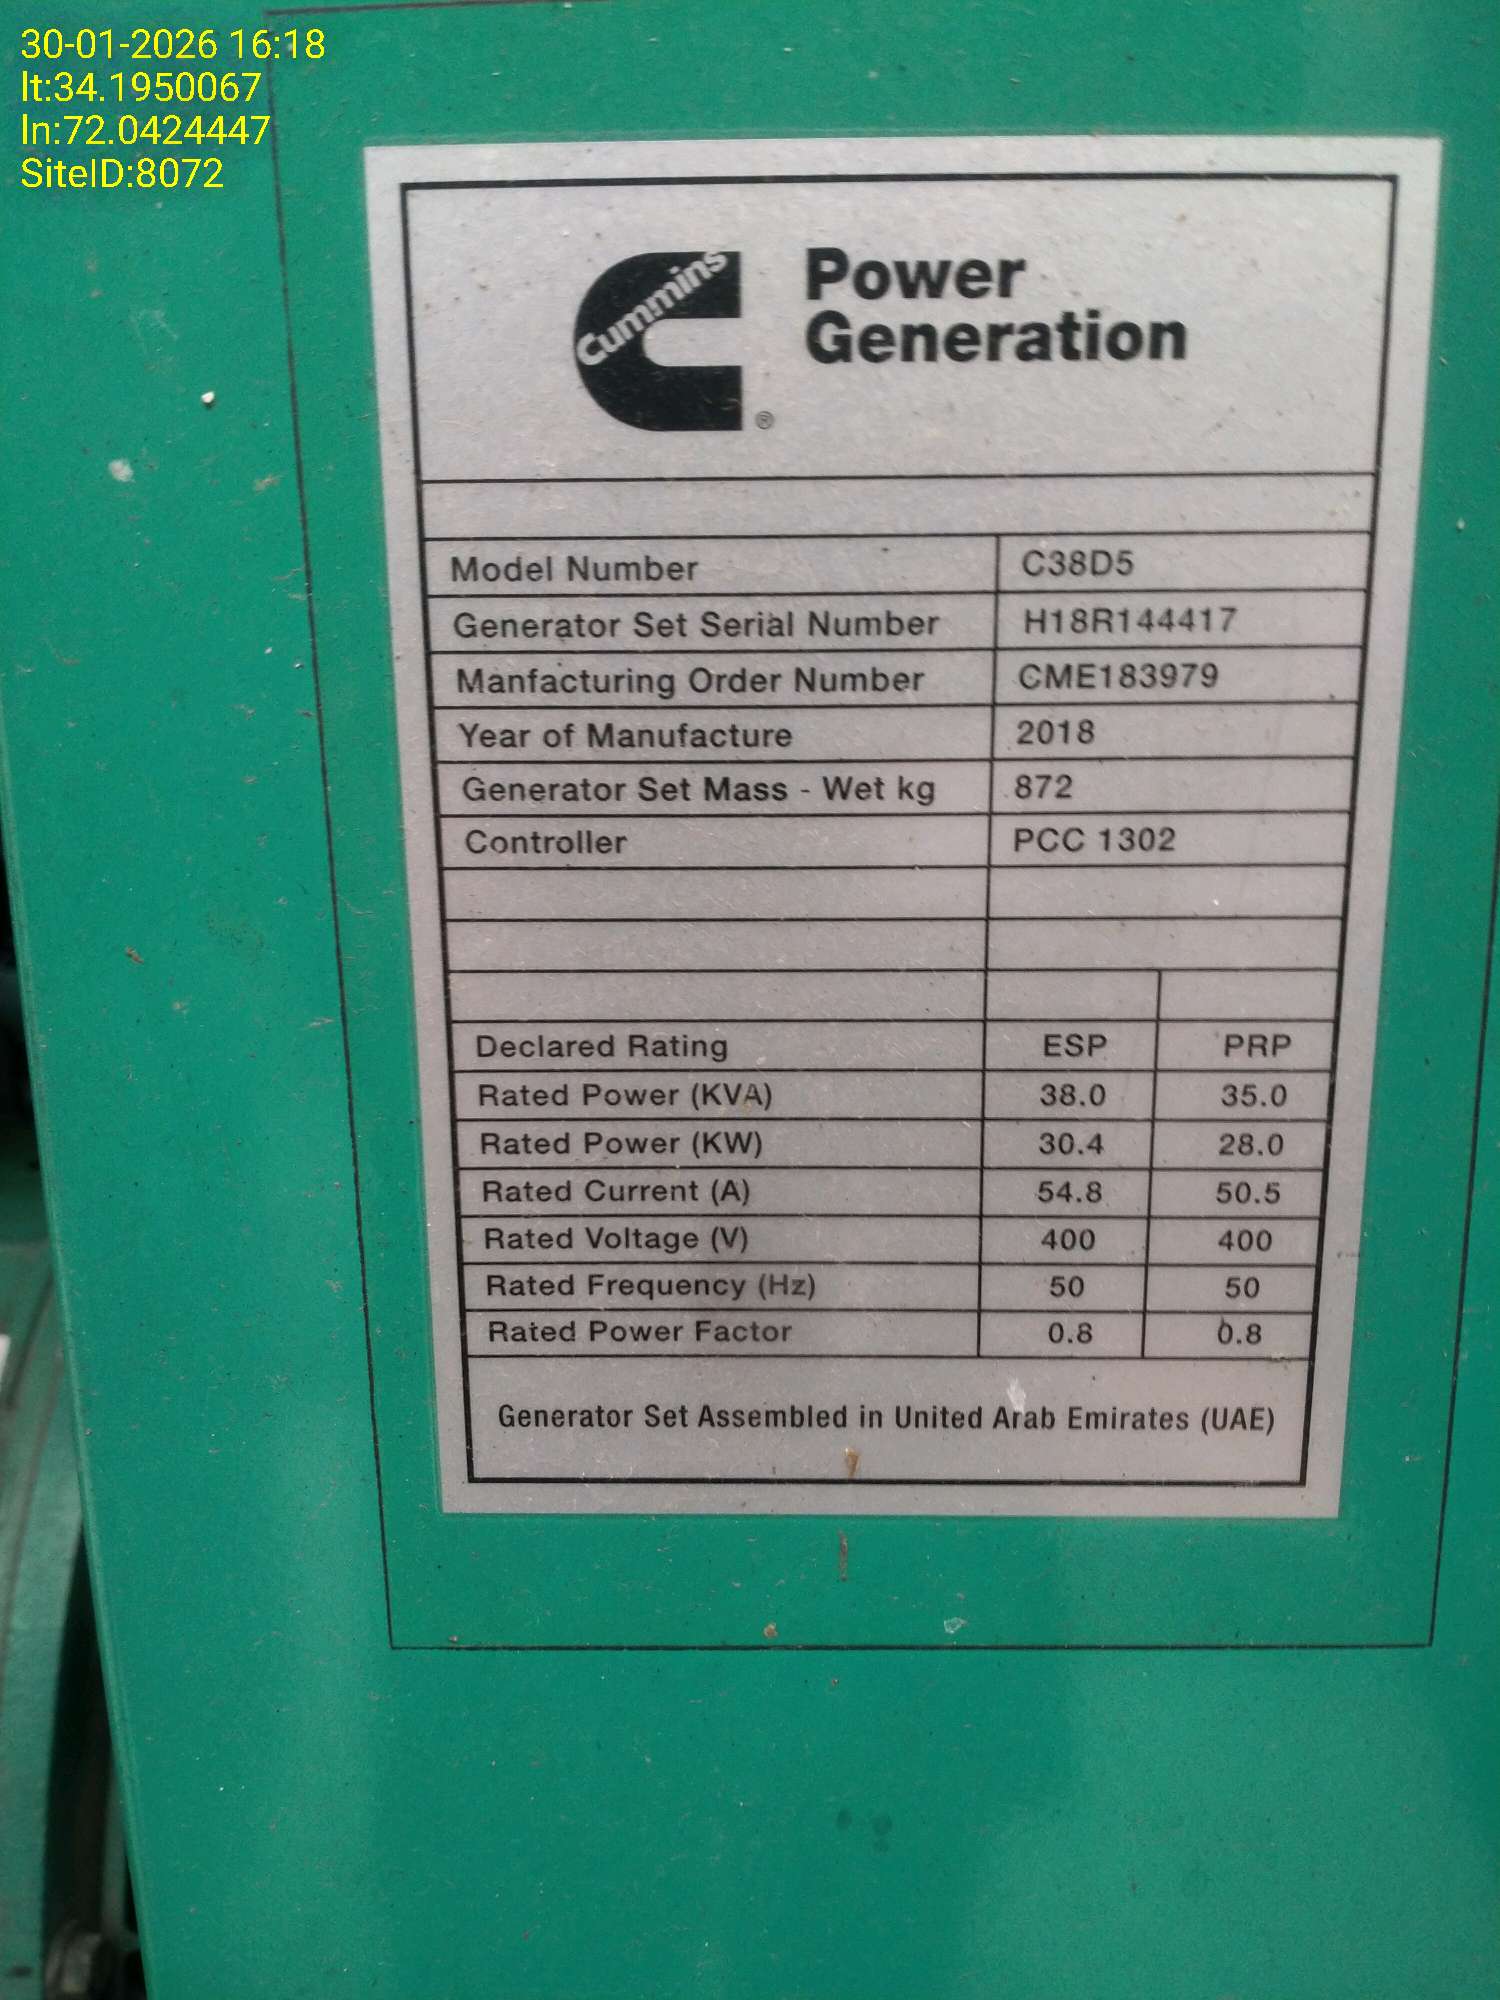 30-01-2026 16:18
lt:34.1950067
ln:72.0424447
SiteID:8072
Cummins
Power
Generation
®
Model Number C38D5
Generator Set Serial Number H18R144417
Manfacturing Order Number CME183979
Year of Manufacture 2018
Generator Set Mass - Wet kg 872
Controller PCC 1302
Declared Rating ESP PRP
Rated Power (KVA) 38.0 35.0
Rated Power (KW) 30.4 28.0
Rated Current (A) 54.8 50.5
Rated Voltage (V) 400 400
Rated Frequency (Hz) 50 50
Rated Power Factor 0.8 0.8
Generator Set Assembled in United Arab Emirates (UAE)